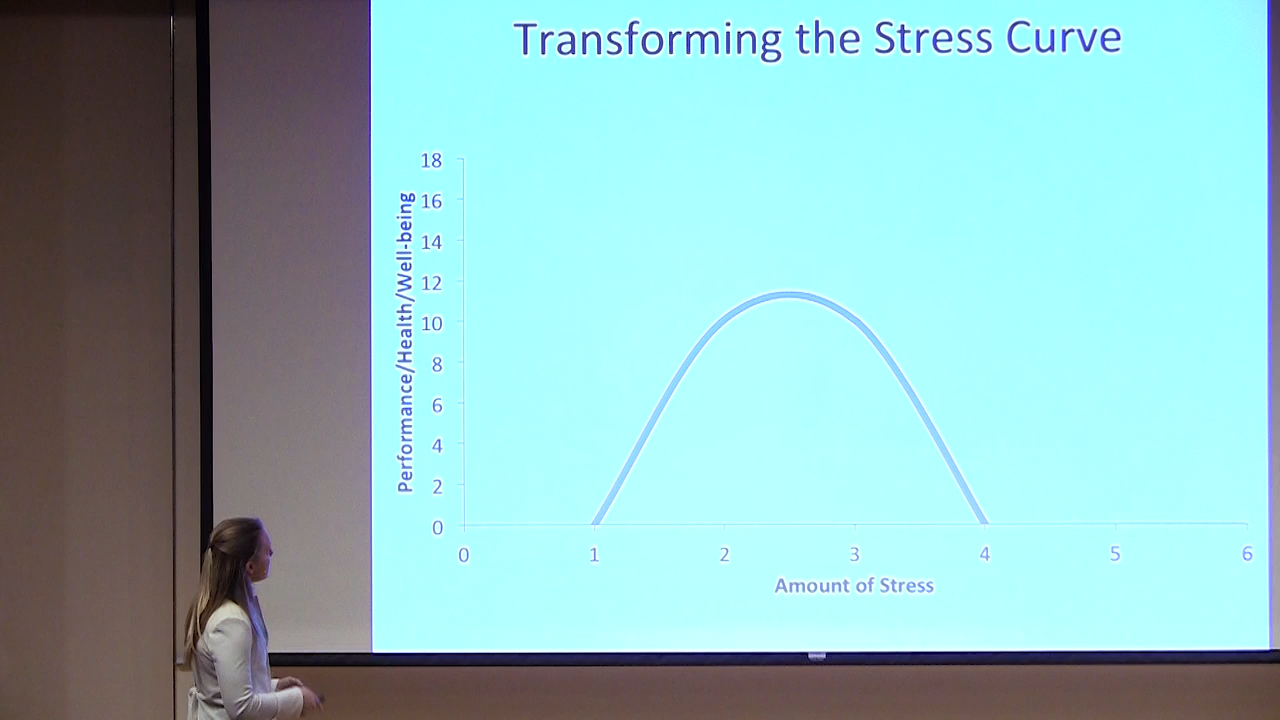 Transforming the Stress Curve
Performance/Health/Well-being
18
16
14
12
10
8
6
4
2
0
0 1 2 3 4 5 6
Amount of Stress